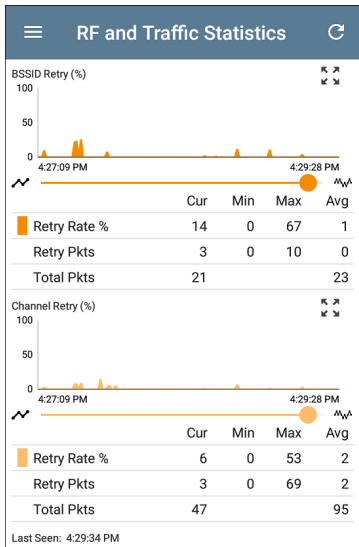 RF and Traffic Statistics
BSSID Retry (%)
100
50
0
4:27:09 PM 4:29:28 PM
Cur Min Max Avg
Retry Rate % 14 0 67 1
Retry Pkts 3 0 10 0
Total Pkts 21 23
Channel Retry (%)
100
50
0
4:27:09 PM 4:29:28 PM
Cur Min Max Avg
Retry Rate % 6 0 53 2
Retry Pkts 3 0 69 2
Total Pkts 47 95
Last Seen: 4:29:34 PM